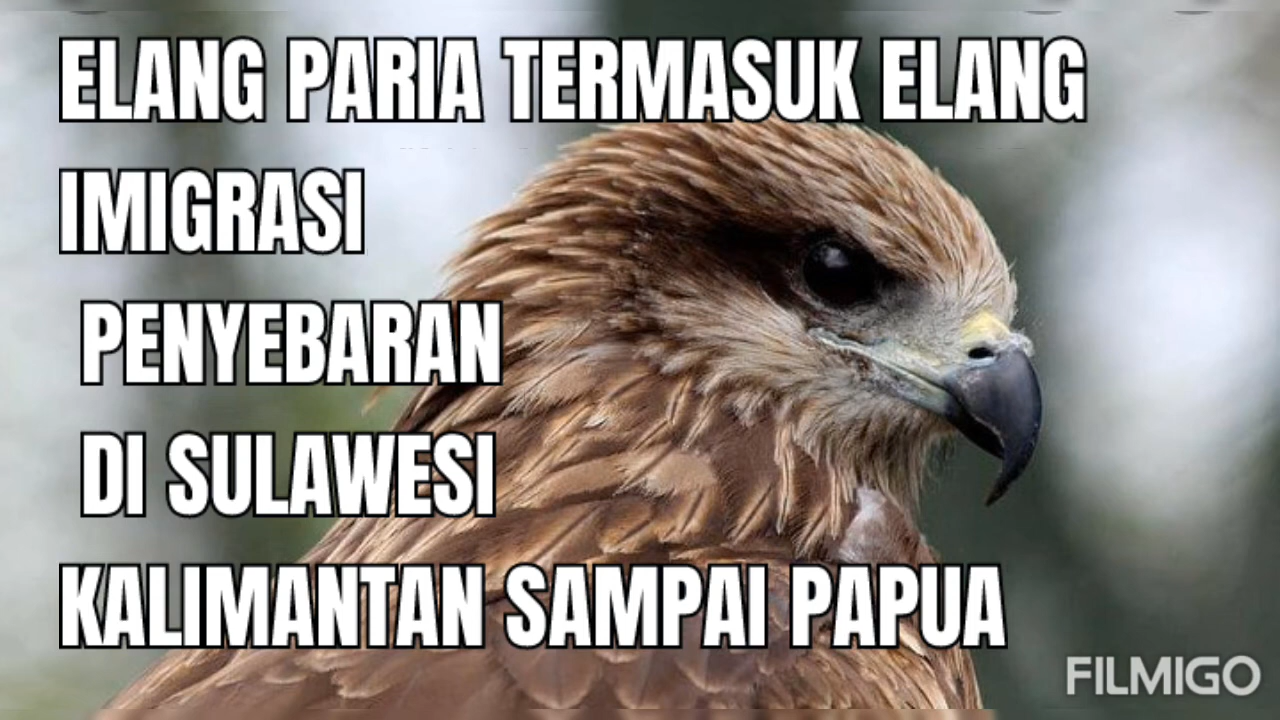 ELANG PARIA TERMASUK ELANG
IMIGRASI
PENYEBARAN
DI SULAWESI
KALIMANTAN SAMPAI PAPUA
FILMIGO